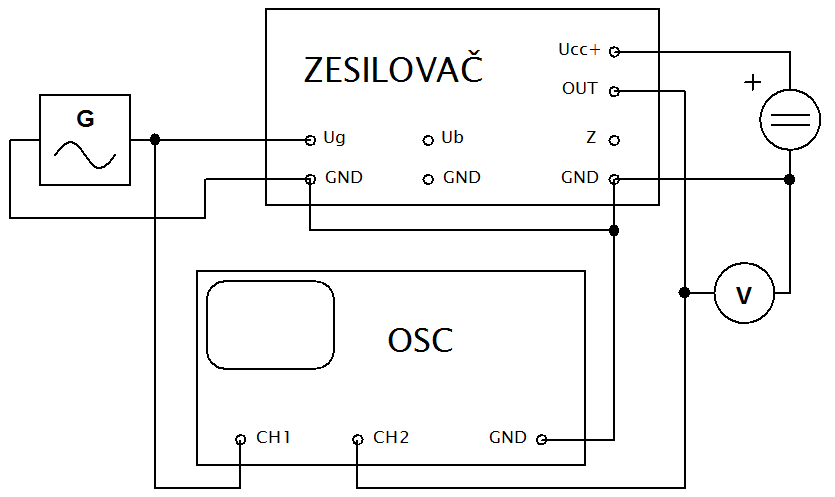 Ucc+
ZESILOVAČ
OUT
+
G
Ug
Ub
Z
GND
GND
GND
V
OSC
CH1
CH2
GND